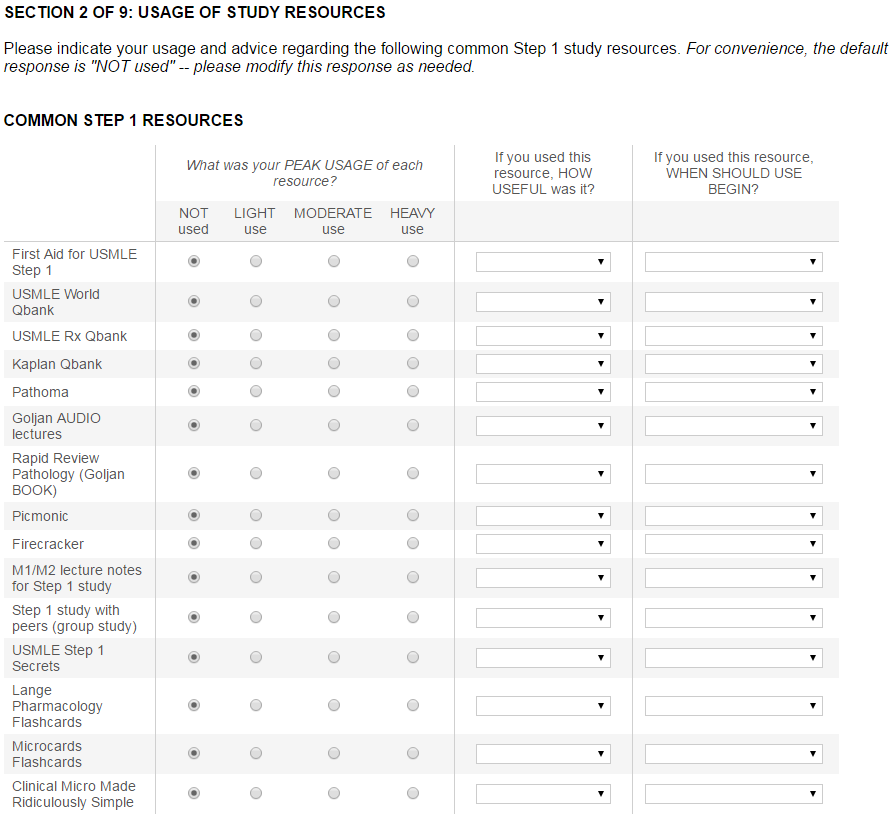 SECTION 2 OF 9: USAGE OF STUDY RESOURCES
Please indicate your usage and advice regarding the following common Step 1 study resources. For convenience, the default
response is "NOT used" -- please modify this response as needed.
COMMON STEP 1 RESOURCES
What was your PEAK USAGE of each
resource?
If you used this
resource, HOW
USEFUL was it?
If you used this resource,
WHEN SHOULD USE
BEGIN?
NOT
used
LIGHT
use
MODERATE
use
HEAVY
use
First Aid for USMLE
Step 1
USMLE World
Qbank
USMLE Rx Qbank
Kaplan Qbank
Pathoma
Goljan AUDIO
lectures
Rapid Review
Pathology (Goljan
BOOK)
Picmonic
Firecracker
M1/M2 lecture notes
for Step 1 study
Step 1 study with
peers (group study)
USMLE Step 1
Secrets
Lange
Pharmacology
Flashcards
Microcards
Flashcards
Clinical Micro Made
Ridiculously Simple